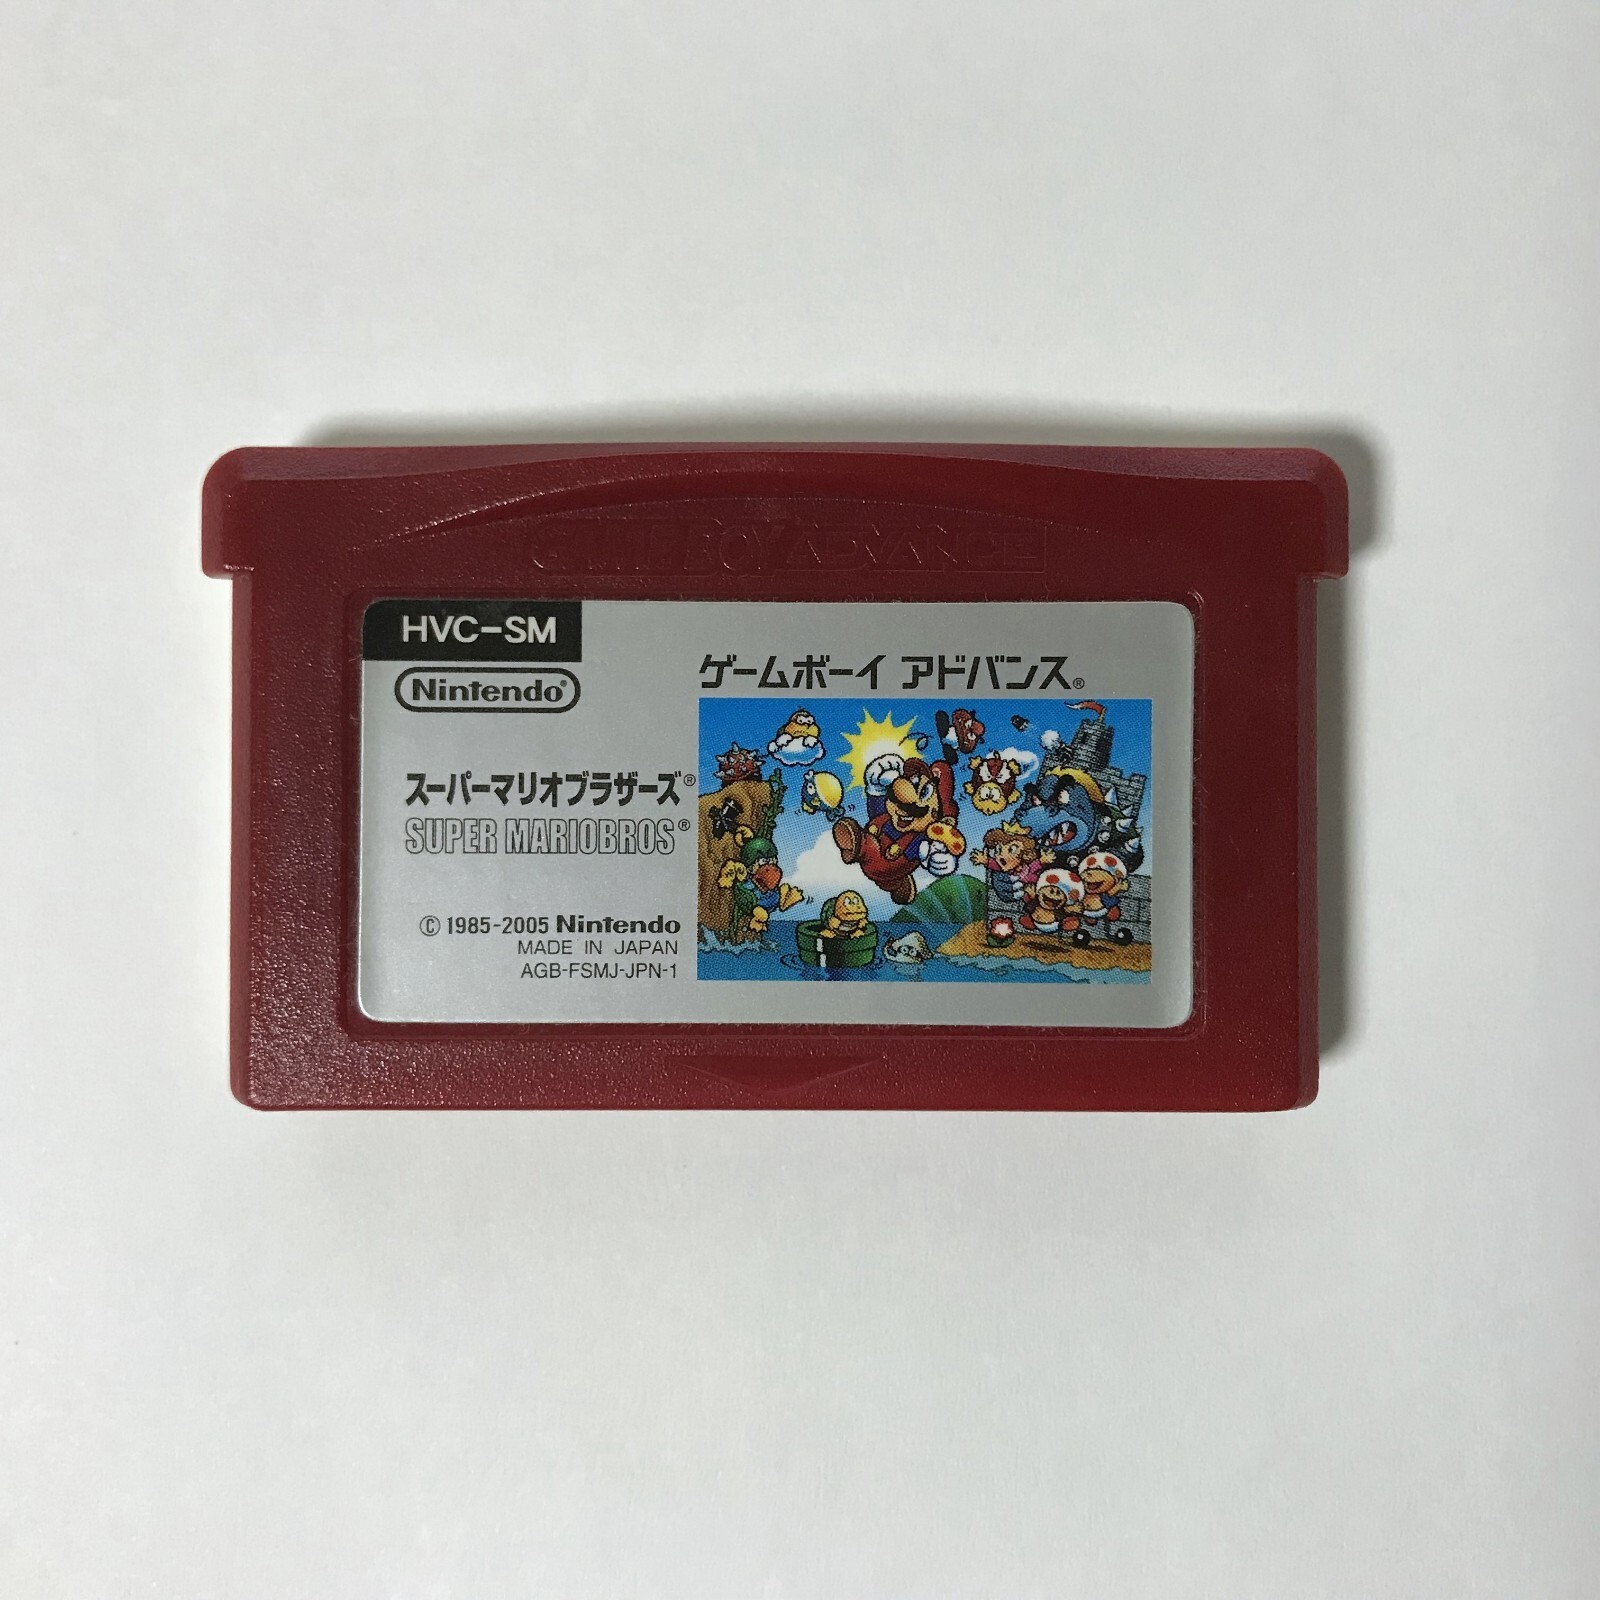 GAME BOY ADVANCE
HVC-SM
Nintendo®
ゲームボーイ アドバンス®
スーパーマリオブラザーズ®
SUPER MARIOBROS®
© 1985-2005 Nintendo
MADE IN JAPAN
AGB-FSMJ-JPN-1